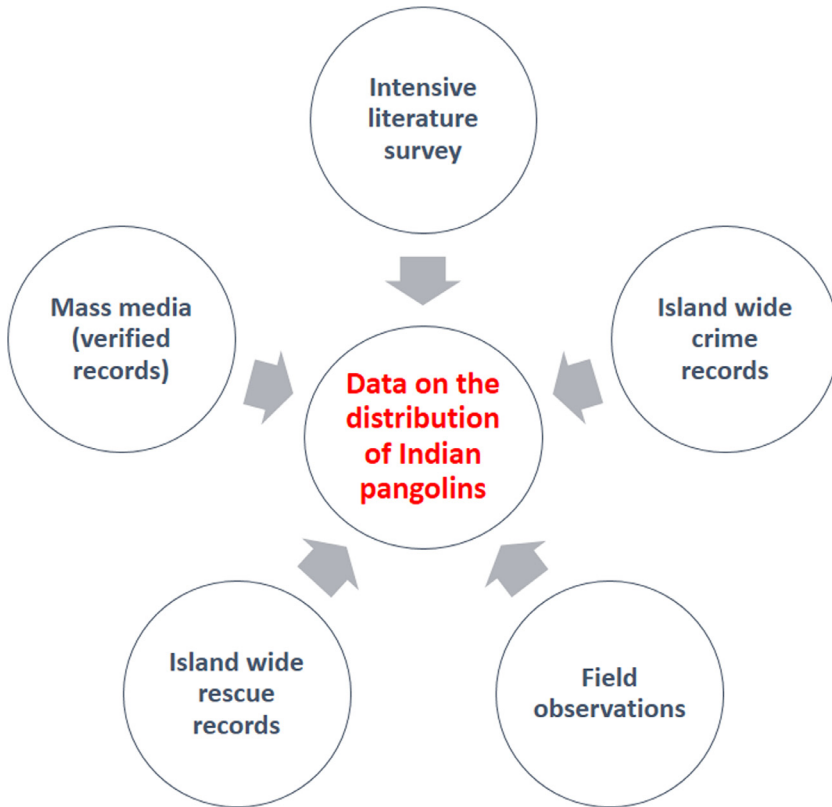 Intensive
literature
survey
Mass media
(verified
records)
Island wide
crime
records
Data on the
distribution
of Indian
pangolins
Island wide
rescue
records
Field
observations